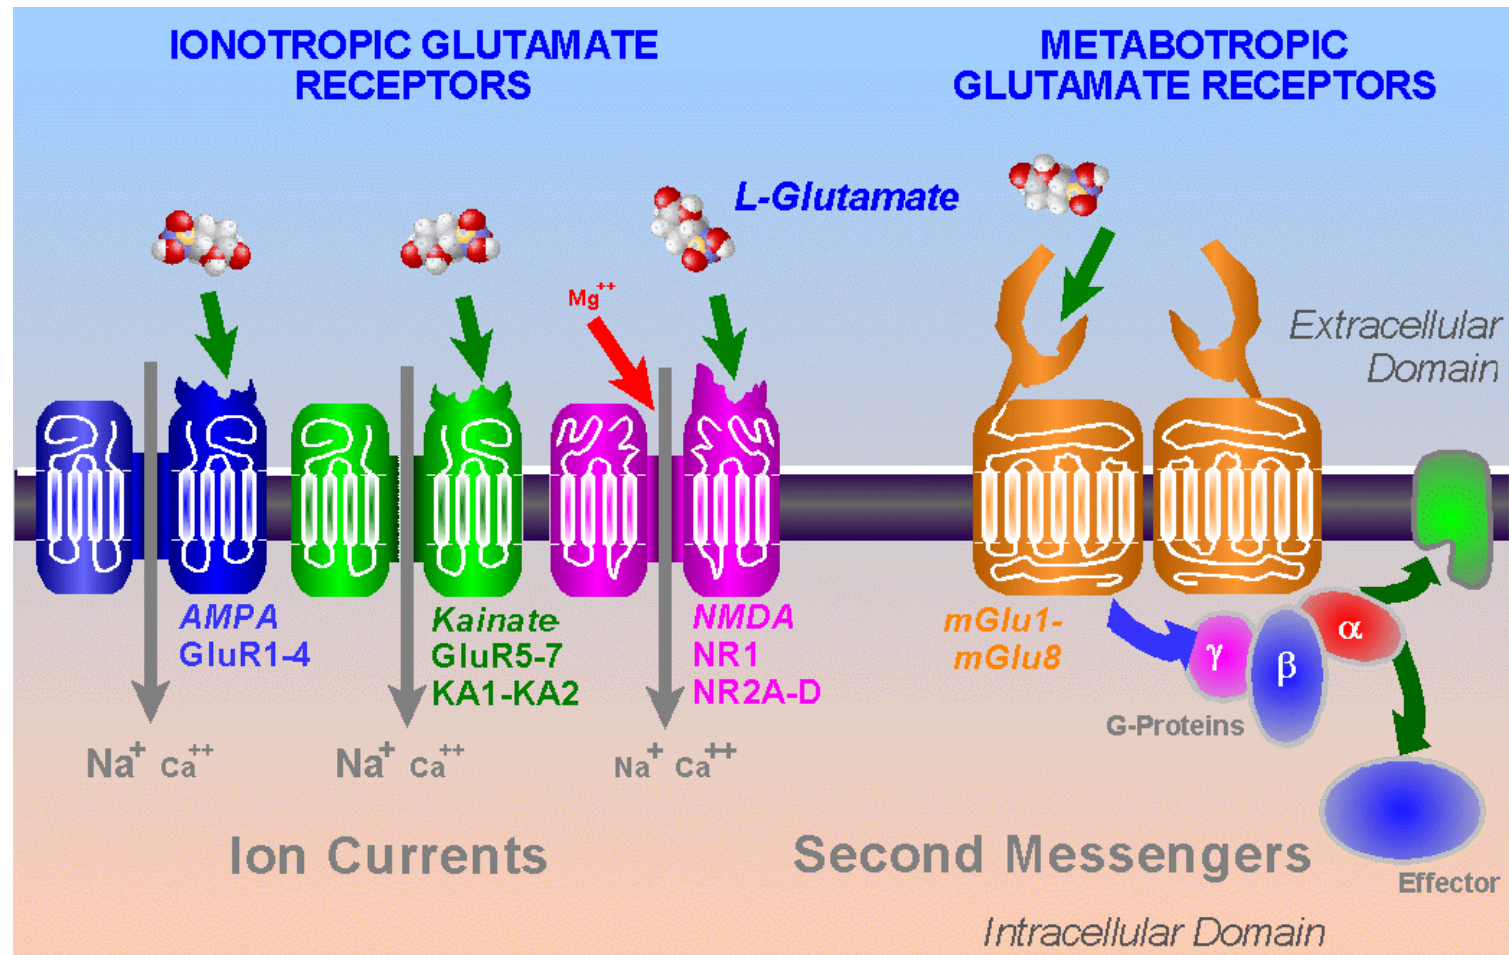 IONOTROPIC GLUTAMATE
RECEPTORS
METABOTROPIC
GLUTAMATE RECEPTORS
L-Glutamate
Mg++
Extracellular
Domain
AMPA
GluR1-4
Kainate
GluR5-7
KA1-KA2
NMDA
NR1
NR2A-D
mGlu1-
mGlu8
γ
β
α
G-Proteins
Na+ Ca++
Na+ Ca++
Na+ Ca++
Ion Currents
Second Messengers
Effector
Intracellular Domain